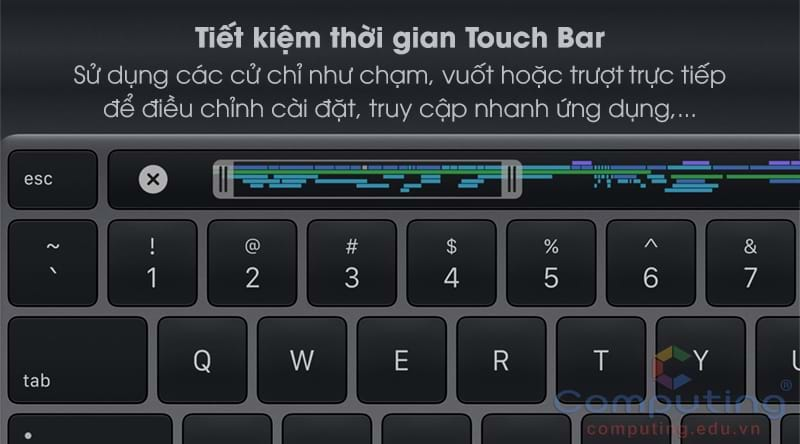 Tiết kiệm thời gian Touch Bar
Sử dụng các cử chỉ như chạm, vuốt hoặc trượt trực tiếp
để điều chỉnh cài đặt, truy cập nhanh ứng dụng,...
esc
~ ! @ # $ % ^ &
` 1 2 3 4 5 6 7
Q W E R T Y U
tab
Computing®
computing.edu.vn